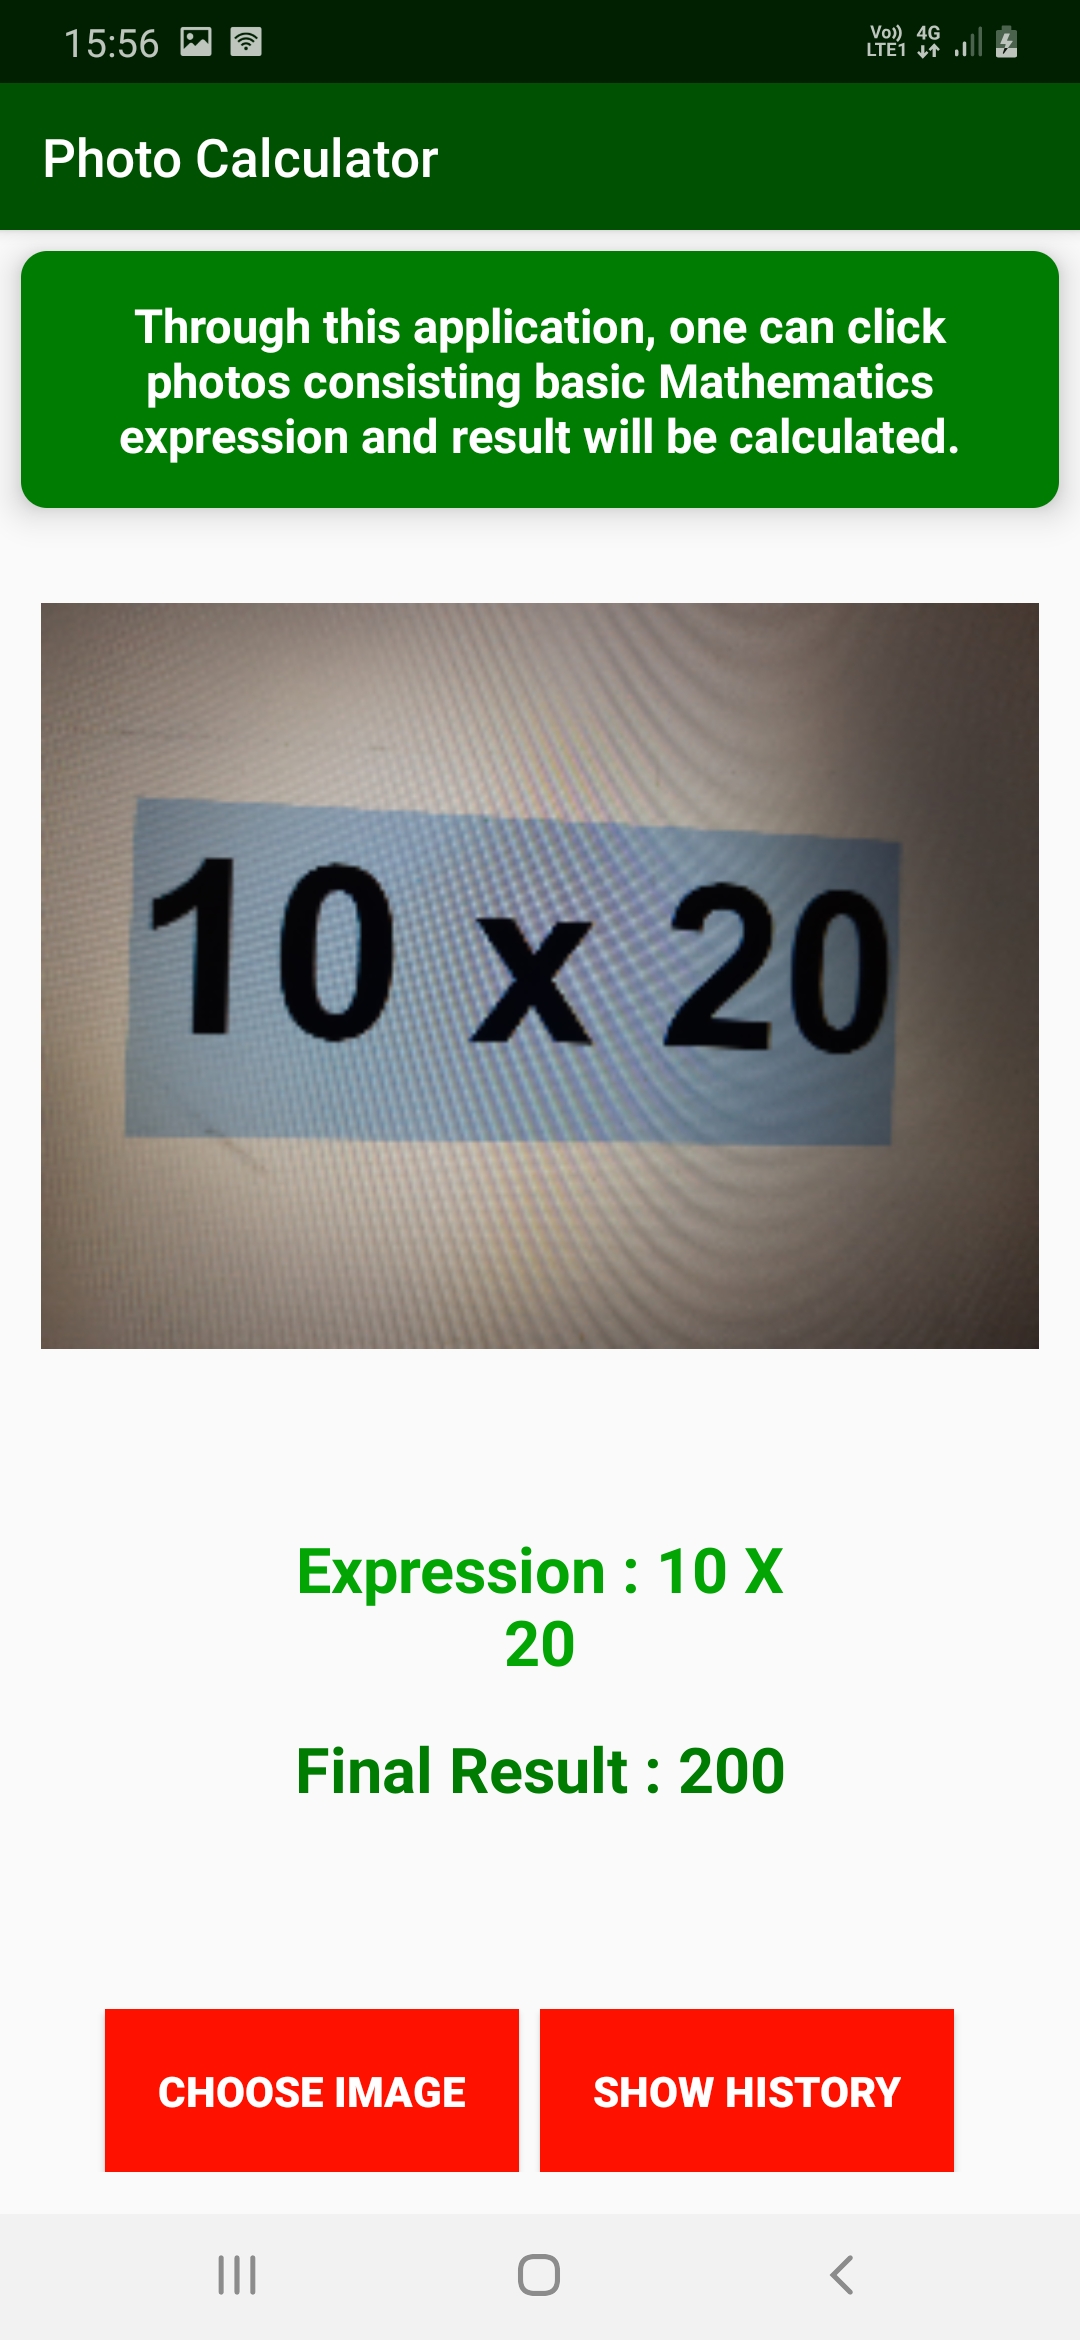 15:56
Vo)) 4G
LTE1
Photo Calculator
Through this application, one can click
photos consisting basic Mathematics
expression and result will be calculated.
10 x 20
Expression : 10 X
20
Final Result : 200
CHOOSE IMAGE
SHOW HISTORY